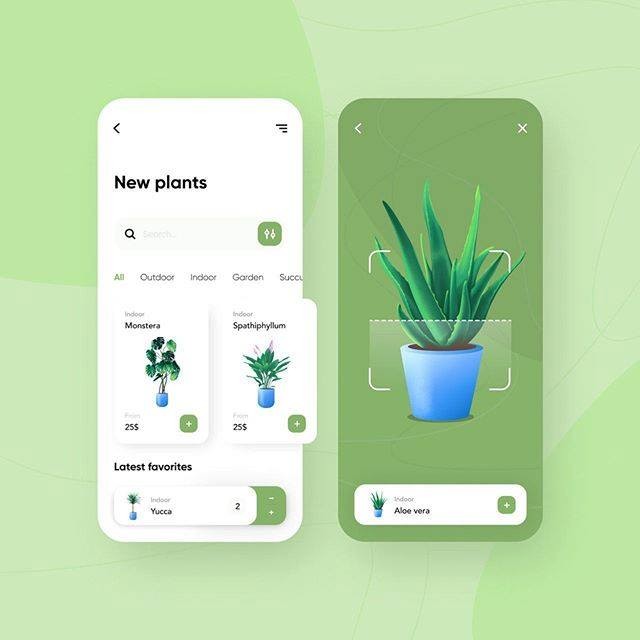 New plants
Search...
All Outdoor Indoor Garden Succu
Indoor
Monstera
From
25$
+
Indoor
Spathiphyllum
From
25$
+
Latest favorites
Indoor
Yucca
2
−
+
Indoor
Aloe vera
+